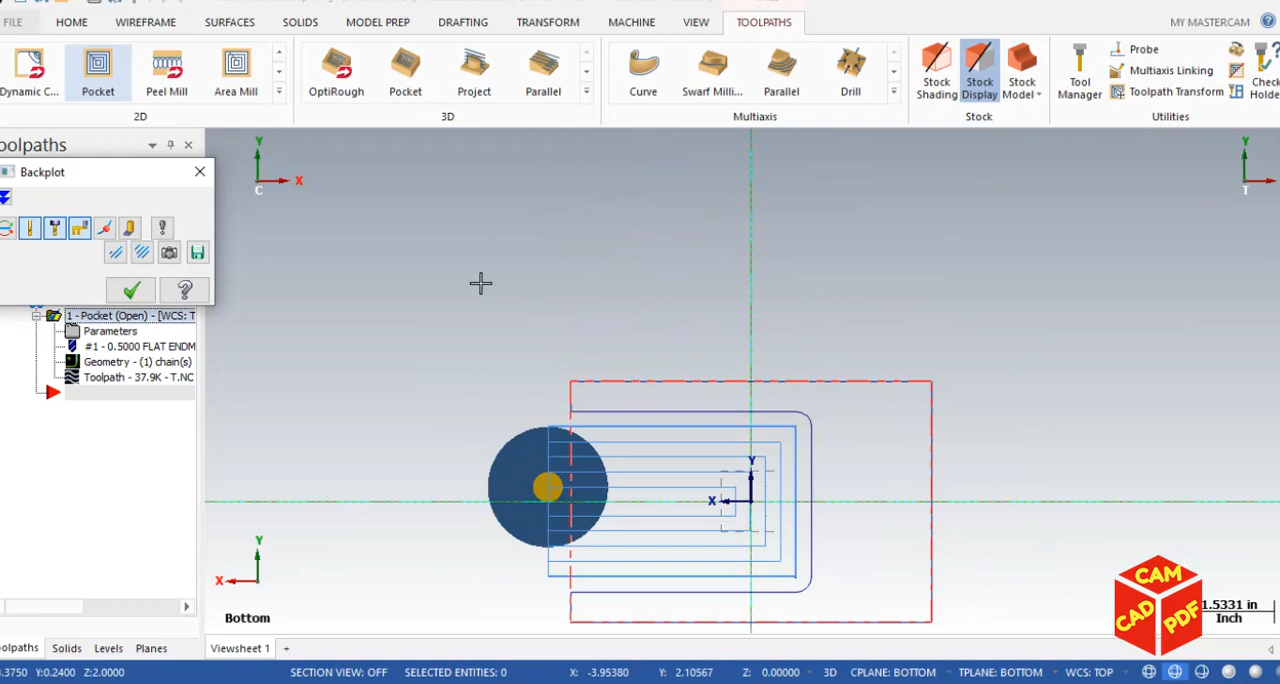 FILE HOME WIREFRAME SURFACES SOLIDS MODEL PREP DRAFTING TRANSFORM MACHINE VIEW TOOLPATHS MY MASTERCAM
Dynamic C... Pocket Peel Mill Area Mill
2D
OptiRough Pocket Project Parallel
3D
Curve Swarf Milli... Parallel Drill
Multiaxis
Stock Shading
Stock Display
Stock Model
Stock
Tool Manager
Probe
Multiaxis Linking
Toolpath Transform
Check Holde
Utilities
oolpaths
Backplot
1 - Pocket (Open) - [WCS: T
Parameters
#1 - 0.5000 FLAT ENDM
Geometry - (1) chain(s)
Toolpath - 37.9K - T.NC
Y
X
C
Y
T
Y
X
Y
X
Bottom
CAM
CAD
PDF
1.5331 in
Inch
oolpaths Solids Levels Planes
Viewsheet 1 +
.3750 Y:0.2400 Z:2.0000 SECTION VIEW: OFF SELECTED ENTITIES: 0 X: -3.95380 Y: 2.10567 Z: 0.00000 3D CPLANE: BOTTOM TPLANE: BOTTOM WCS: TOP